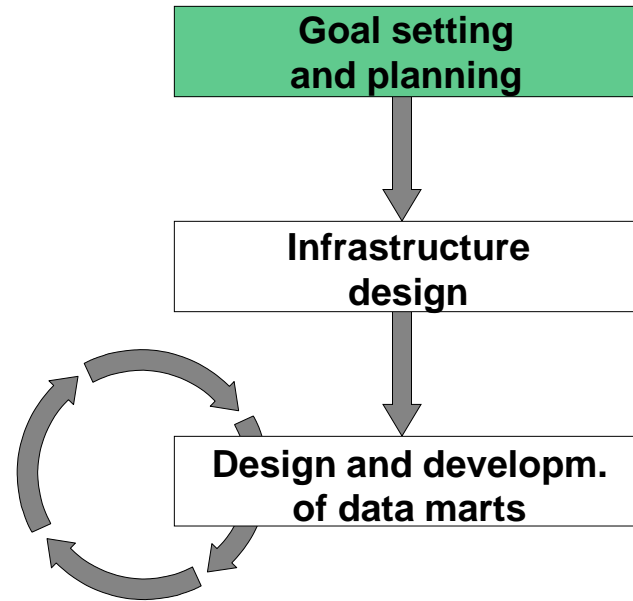 Goal setting
and planning
Infrastructure
design
Design and developm.
of data marts